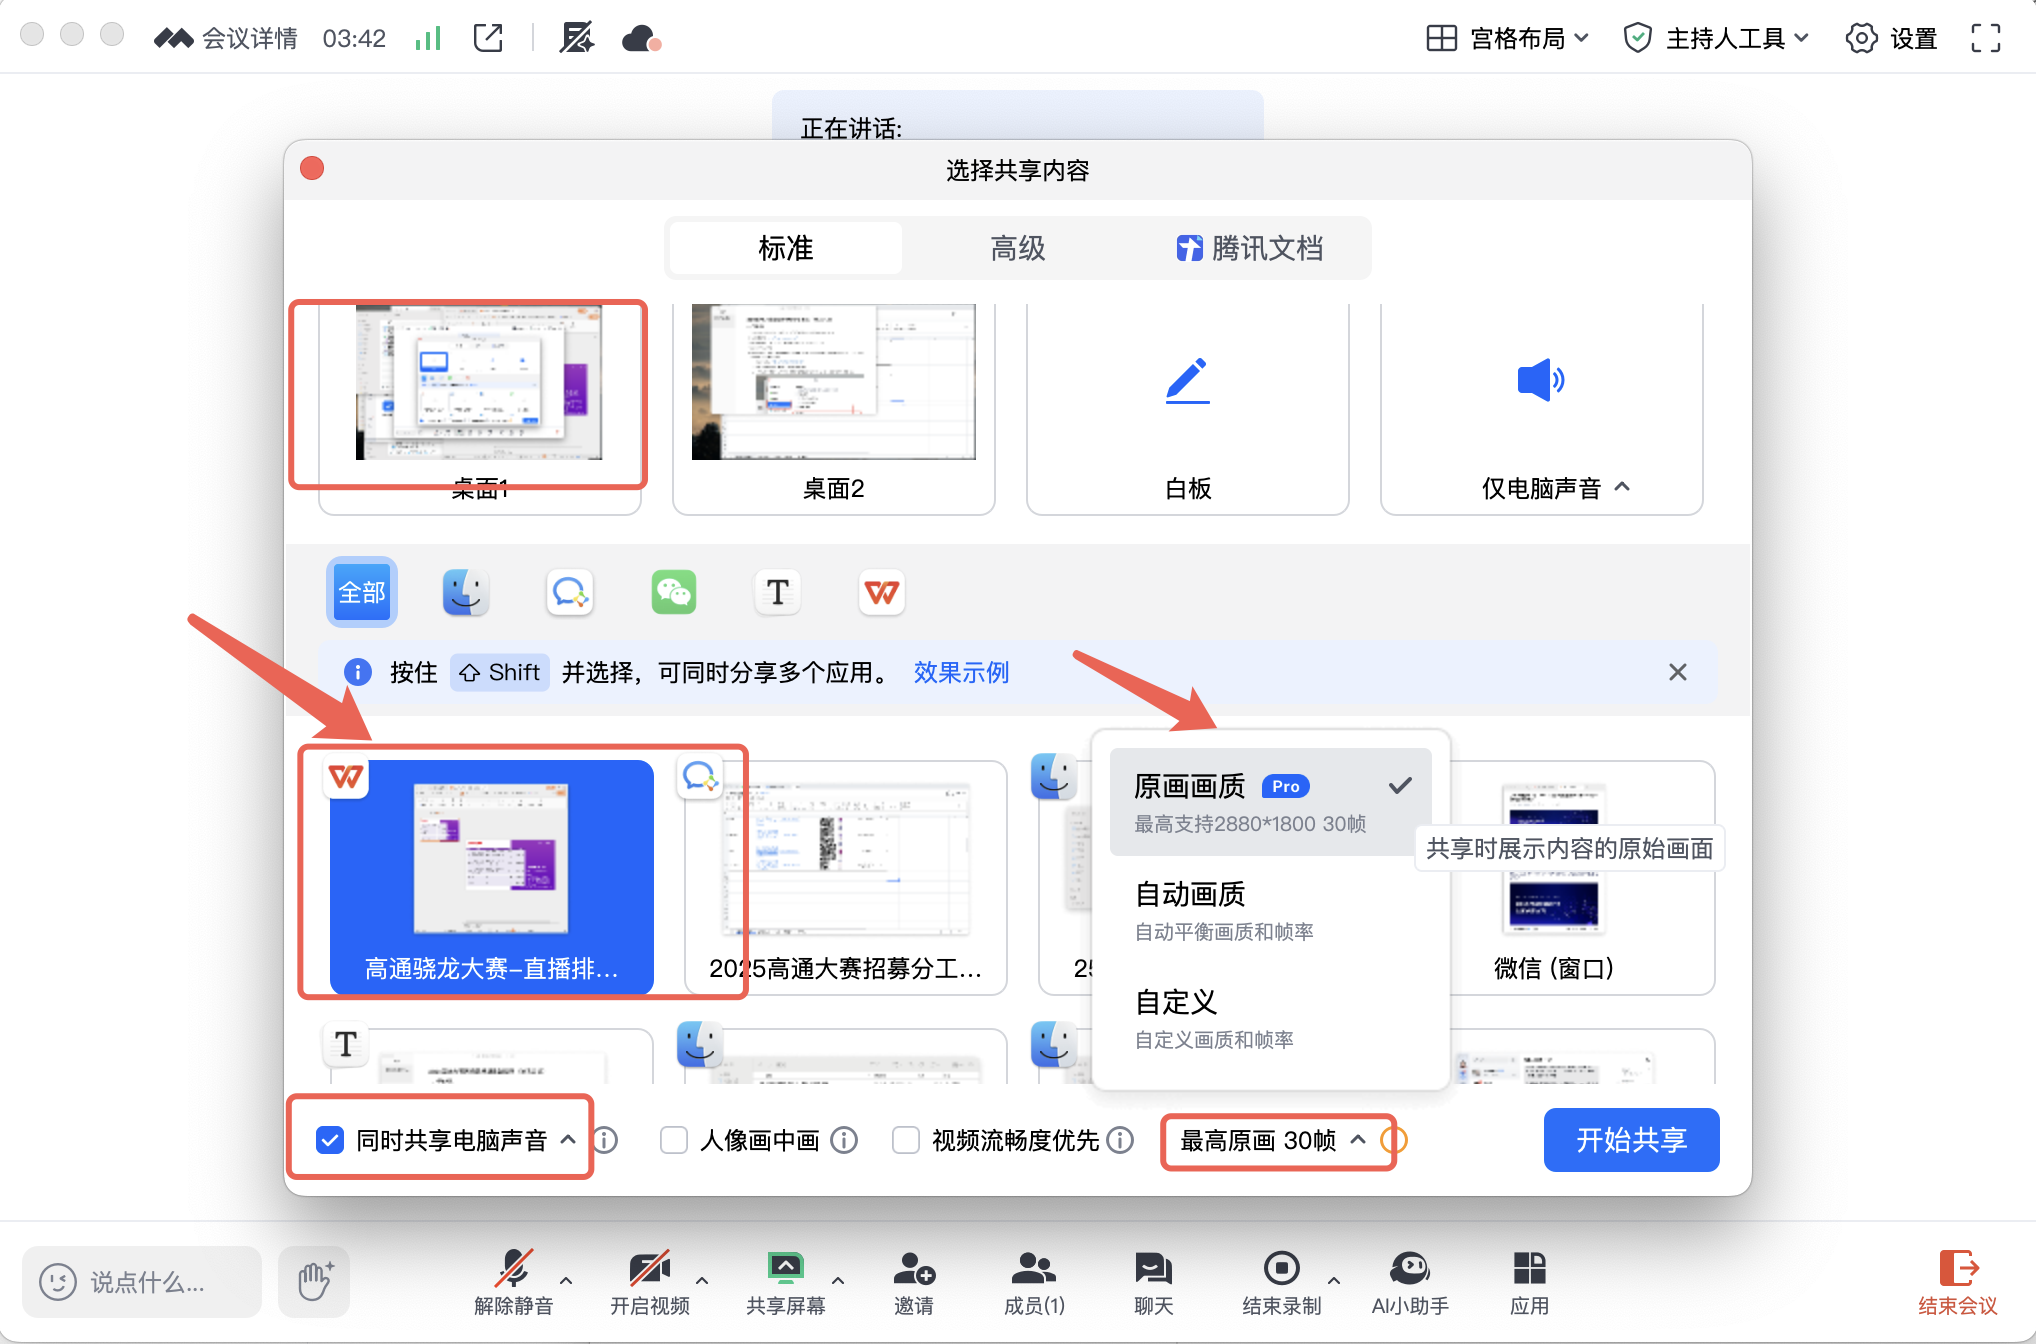 会议详情 03:42 宫格布局 主持人工具 设置
正在讲话:
选择共享内容
标准 高级 腾讯文档
桌面1 桌面2 白板 仅电脑声音
全部 T
按住 Shift 并选择，可同时分享多个应用。 效果示例
原画画质 Pro
最高支持2880*1800 30帧
共享时展示内容的原始画面
自动画质
自动平衡画质和帧率
高通骁龙大赛-直播排... 2025高通大赛招募分工... 微信 (窗口)
自定义
自定义画质和帧率
T
同时共享电脑声音 人像画中画 视频流畅度优先 最高原画 30帧 开始共享
说点什么...
解除静音 开启视频 共享屏幕 邀请 成员(1) 聊天 结束录制 AI小助手 应用 结束会议